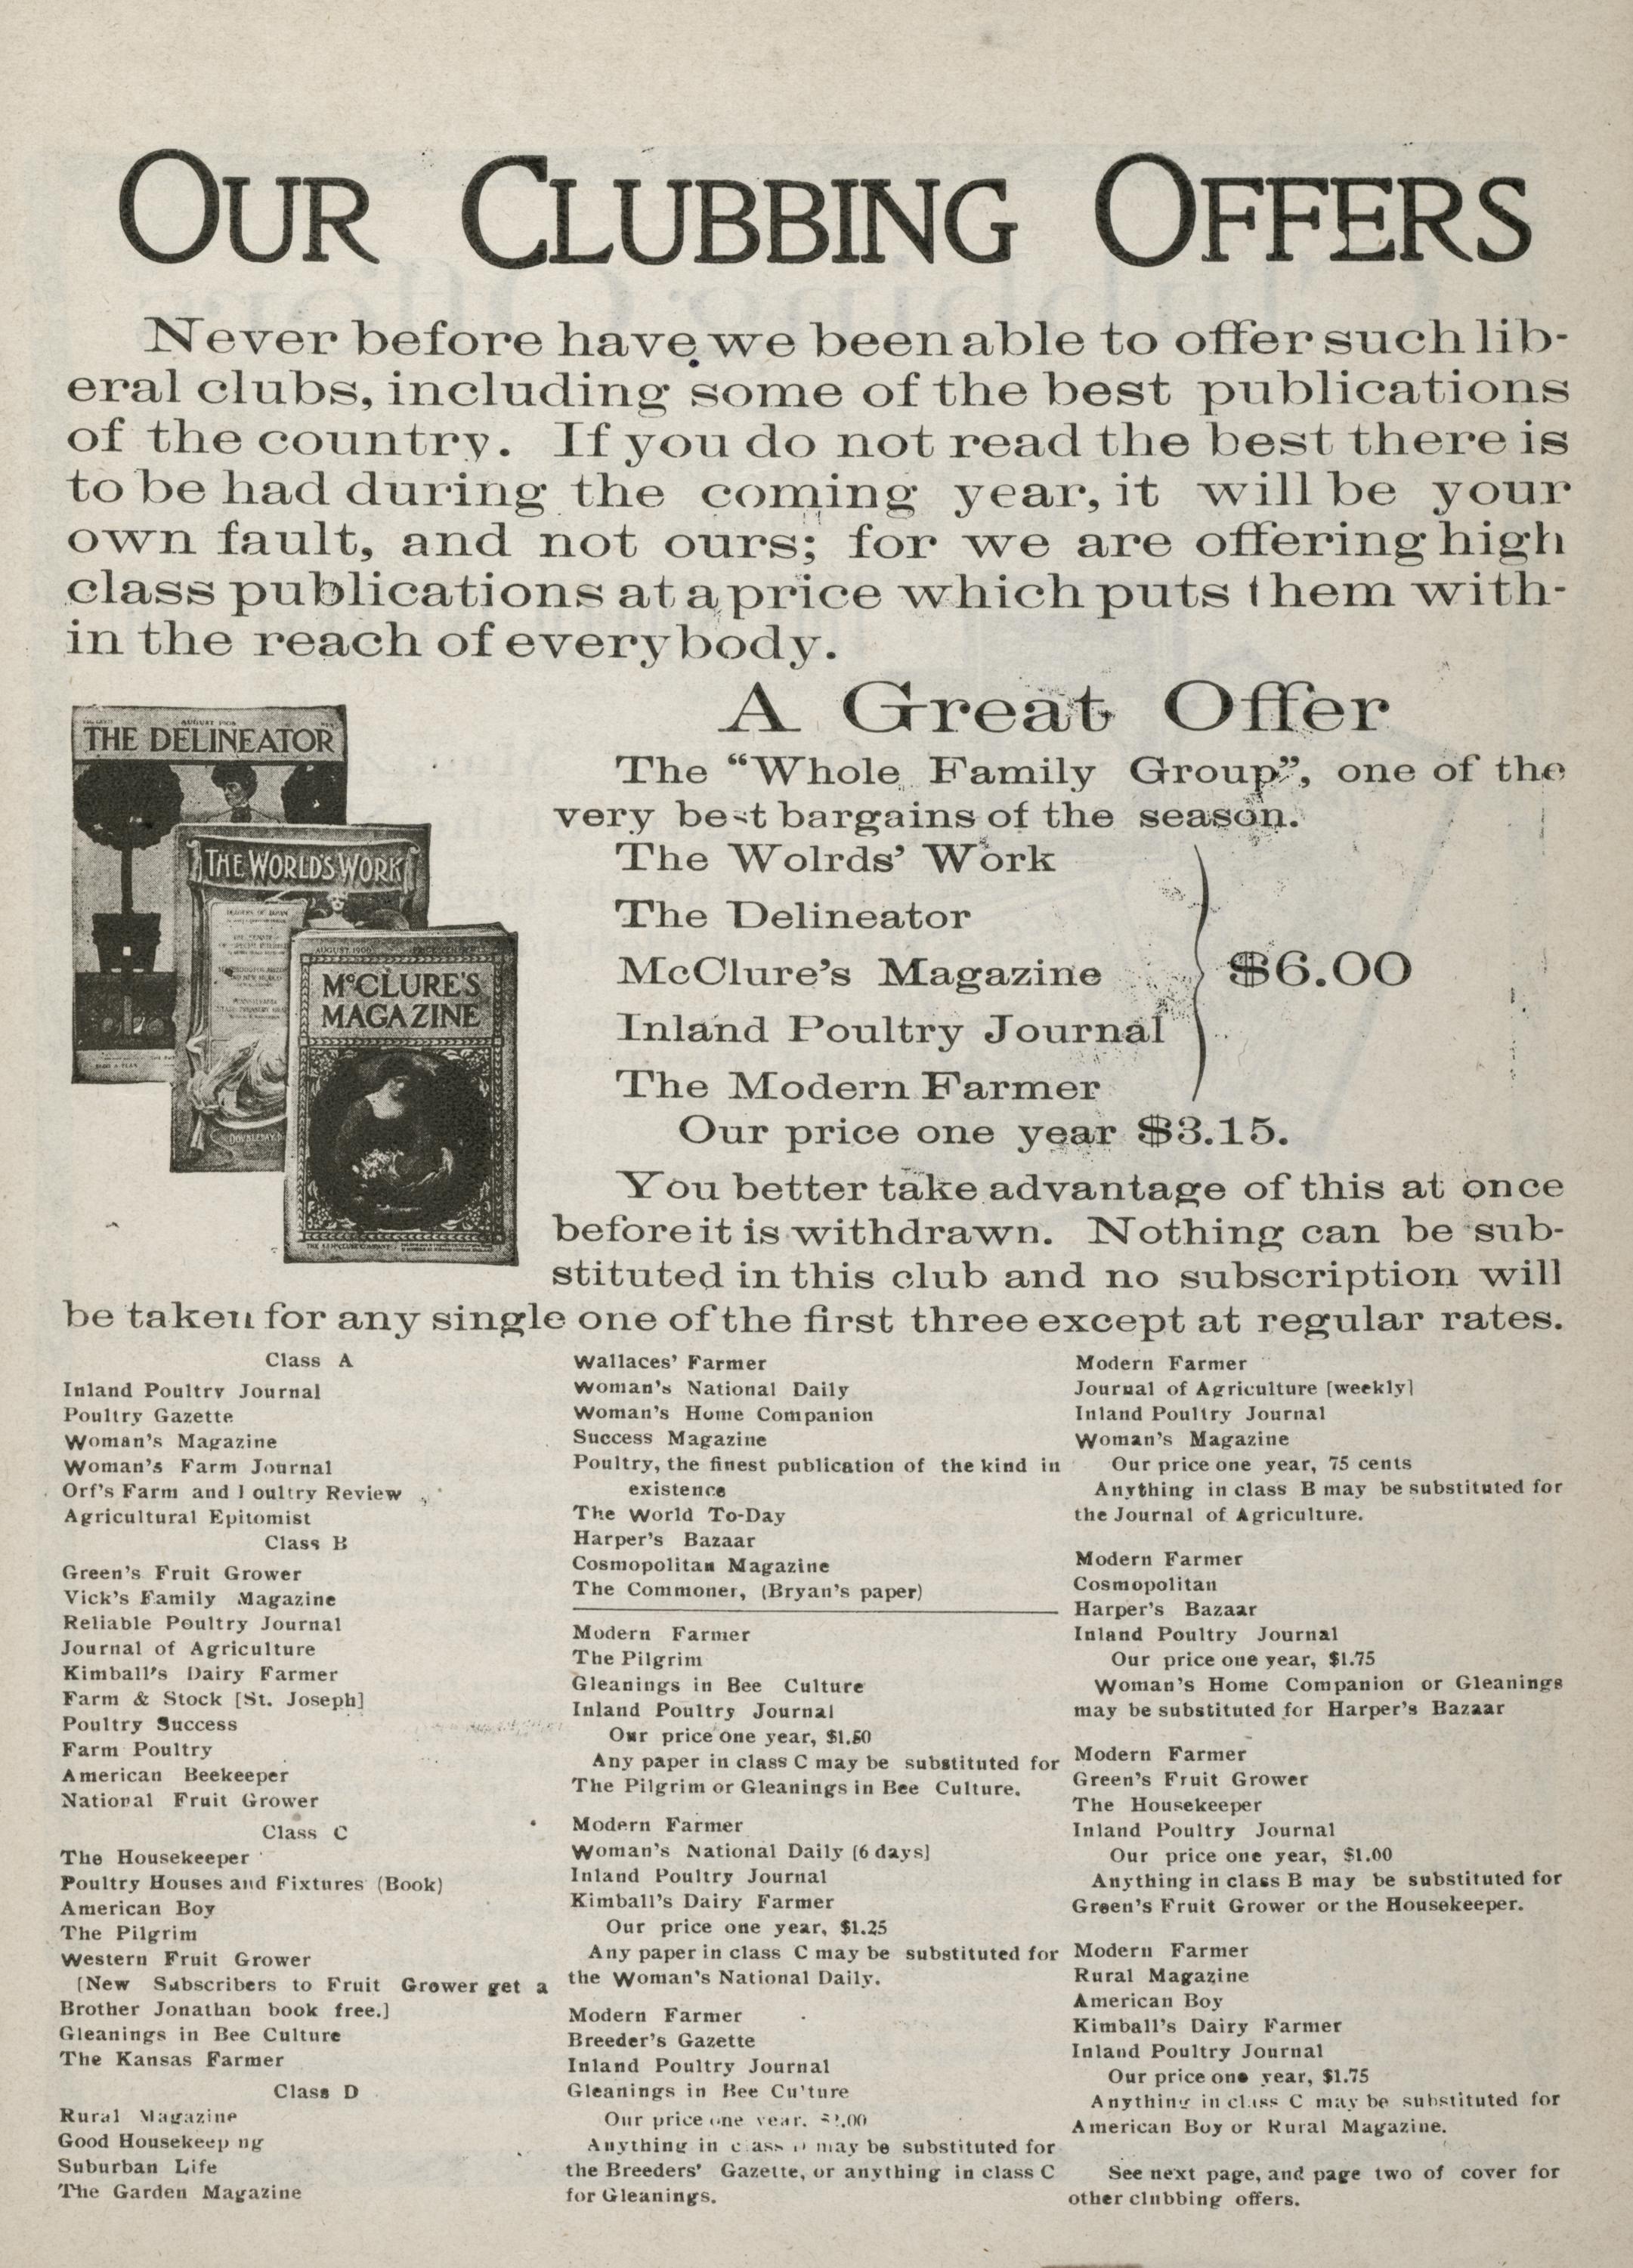 OUR CLUBBING OFFERS
Never before have we been able to offer such lib-
eral clubs, including some of the best publications
of the country. If you do not read the best there is
to be had during the coming year, it will be your
own fault, and not ours; for we are offering high
class publications at a price which puts them with-
in the reach of everybody.
AUGUST 1906
THE DELINEATOR
THE WORLD'S WORK
AUGUST 1906
McCLURE'S
MAGAZINE
A Great Offer
The “Whole Family Group”, one of the
very best bargains of the season.
The Wolrds’ Work
The Delineator
McClure’s Magazine
$6.00
Inland Poultry Journal
The Modern Farmer
Our price one year $3.15.
You better take advantage of this at once
before it is withdrawn. Nothing can be sub-
stituted in this club and no subscription will
be taken for any single one of the first three except at regular rates.
Class A
Inland Poultry Journal
Poultry Gazette
Woman's Magazine
Woman's Farm Journal
Orf's Farm and Poultry Review
Agricultural Epitomist
Class B
Green's Fruit Grower
Vick's Family Magazine
Reliable Poultry Journal
Journal of Agriculture
Kimball's Dairy Farmer
Farm & Stock [St. Joseph]
Poultry Success
Farm Poultry
American Beekeeper
National Fruit Grower
Class C
The Housekeeper
Poultry Houses and Fixtures (Book)
American Boy
The Pilgrim
Western Fruit Grower
[New Subscribers to Fruit Grower get a
Brother Jonathan book free.]
Gleanings in Bee Culture
The Kansas Farmer
Class D
Rural Magazine
Good Housekeeping
Suburban Life
The Garden Magazine
Wallaces' Farmer
Woman's National Daily
Woman's Home Companion
Success Magazine
Poultry, the finest publication of the kind in
existence
The World To-Day
Harper's Bazaar
Cosmopolitan Magazine
The Commoner, (Bryan's paper)
Modern Farmer
The Pilgrim
Gleanings in Bee Culture
Inland Poultry Journal
Our price one year, $1.50
Any paper in class C may be substituted for
The Pilgrim or Gleanings in Bee Culture.
Modern Farmer
Woman's National Daily [6 days]
Inland Poultry Journal
Kimball's Dairy Farmer
Our price one year, $1.25
Any paper in class C may be substituted for
the Woman's National Daily.
Modern Farmer
Breeder's Gazette
Inland Poultry Journal
Gleanings in Bee Culture
Our price one year,
Anything in class may be substituted for
the Breeders' Gazette, or anything in class C
for Gleanings.
Modern Farmer
Journal of Agriculture [weekly]
Inland Poultry Journal
Woman's Magazine
Our price one year, 75 cents
Anything in class B may be substituted for
the Journal of Agriculture.
Modern Farmer
Cosmopolitan
Harper's Bazaar
Inland Poultry Journal
Our price one year, $1.75
Woman's Home Companion or Gleanings
may be substituted for Harper's Bazaar
Modern Farmer
Green's Fruit Grower
The Housekeeper
Inland Poultry Journal
Our price one year, $1.00
Anything in class B may be substituted for
Green's Fruit Grower or the Housekeeper.
Modern Farmer
Rural Magazine
American Boy
Kimball's Dairy Farmer
Inland Poultry Journal
Our price one year, $1.75
Anything in class C may be substituted for
American Boy or Rural Magazine.
See next page, and page two of cover for
other clubbing offers.